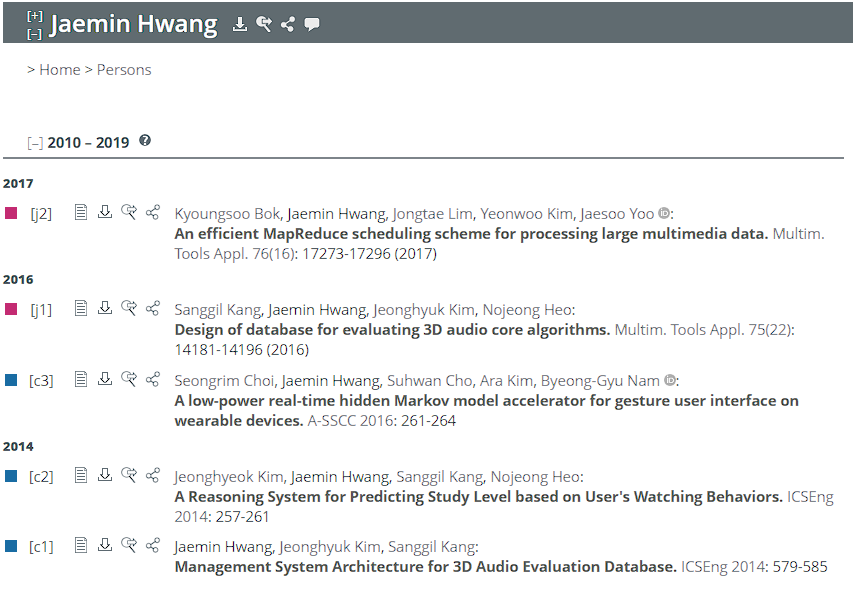 [+]
[–] Jaemin Hwang
> Home > Persons
[–] 2010 – 2019 ?
2017
[j2] Kyoungsoo Bok, Jaemin Hwang, Jongtae Lim, Yeonwoo Kim, Jaesoo Yoo iD:
An efficient MapReduce scheduling scheme for processing large multimedia data. Multim.
Tools Appl. 76(16): 17273-17296 (2017)
2016
[j1] Sanggil Kang, Jaemin Hwang, Jeonghyuk Kim, Nojeong Heo:
Design of database for evaluating 3D audio core algorithms. Multim. Tools Appl. 75(22):
14181-14196 (2016)
[c3] Seongrim Choi, Jaemin Hwang, Suhwan Cho, Ara Kim, Byeong-Gyu Nam iD:
A low-power real-time hidden Markov model accelerator for gesture user interface on
wearable devices. A-SSCC 2016: 261-264
2014
[c2] Jeonghyeok Kim, Jaemin Hwang, Sanggil Kang, Nojeong Heo:
A Reasoning System for Predicting Study Level based on User's Watching Behaviors. ICSEng
2014: 257-261
[c1] Jaemin Hwang, Jeonghyuk Kim, Sanggil Kang:
Management System Architecture for 3D Audio Evaluation Database. ICSEng 2014: 579-585